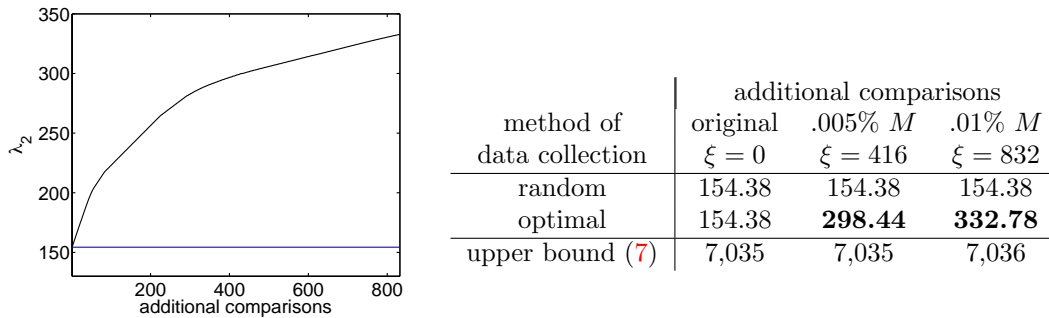 350
300
250
200
150
λ2
200 400 600 800
additional comparisons
additional comparisons
method of original .005% M .01% M
data collection ξ = 0 ξ = 416 ξ = 832
random 154.38 154.38 154.38
optimal 154.38 298.44 332.78
upper bound (7) 7,035 7,035 7,036